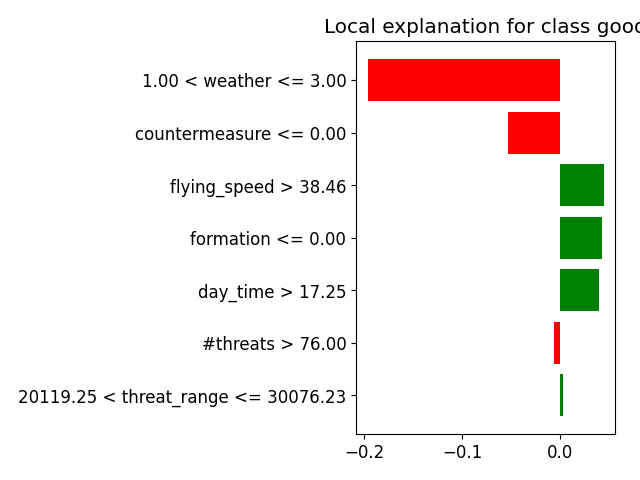 Local explanation for class good
1.00 < weather <= 3.00
countermeasure <= 0.00
flying_speed > 38.46
formation <= 0.00
day_time > 17.25
#threats > 76.00
20119.25 < threat_range <= 30076.23
−0.2 −0.1 0.0